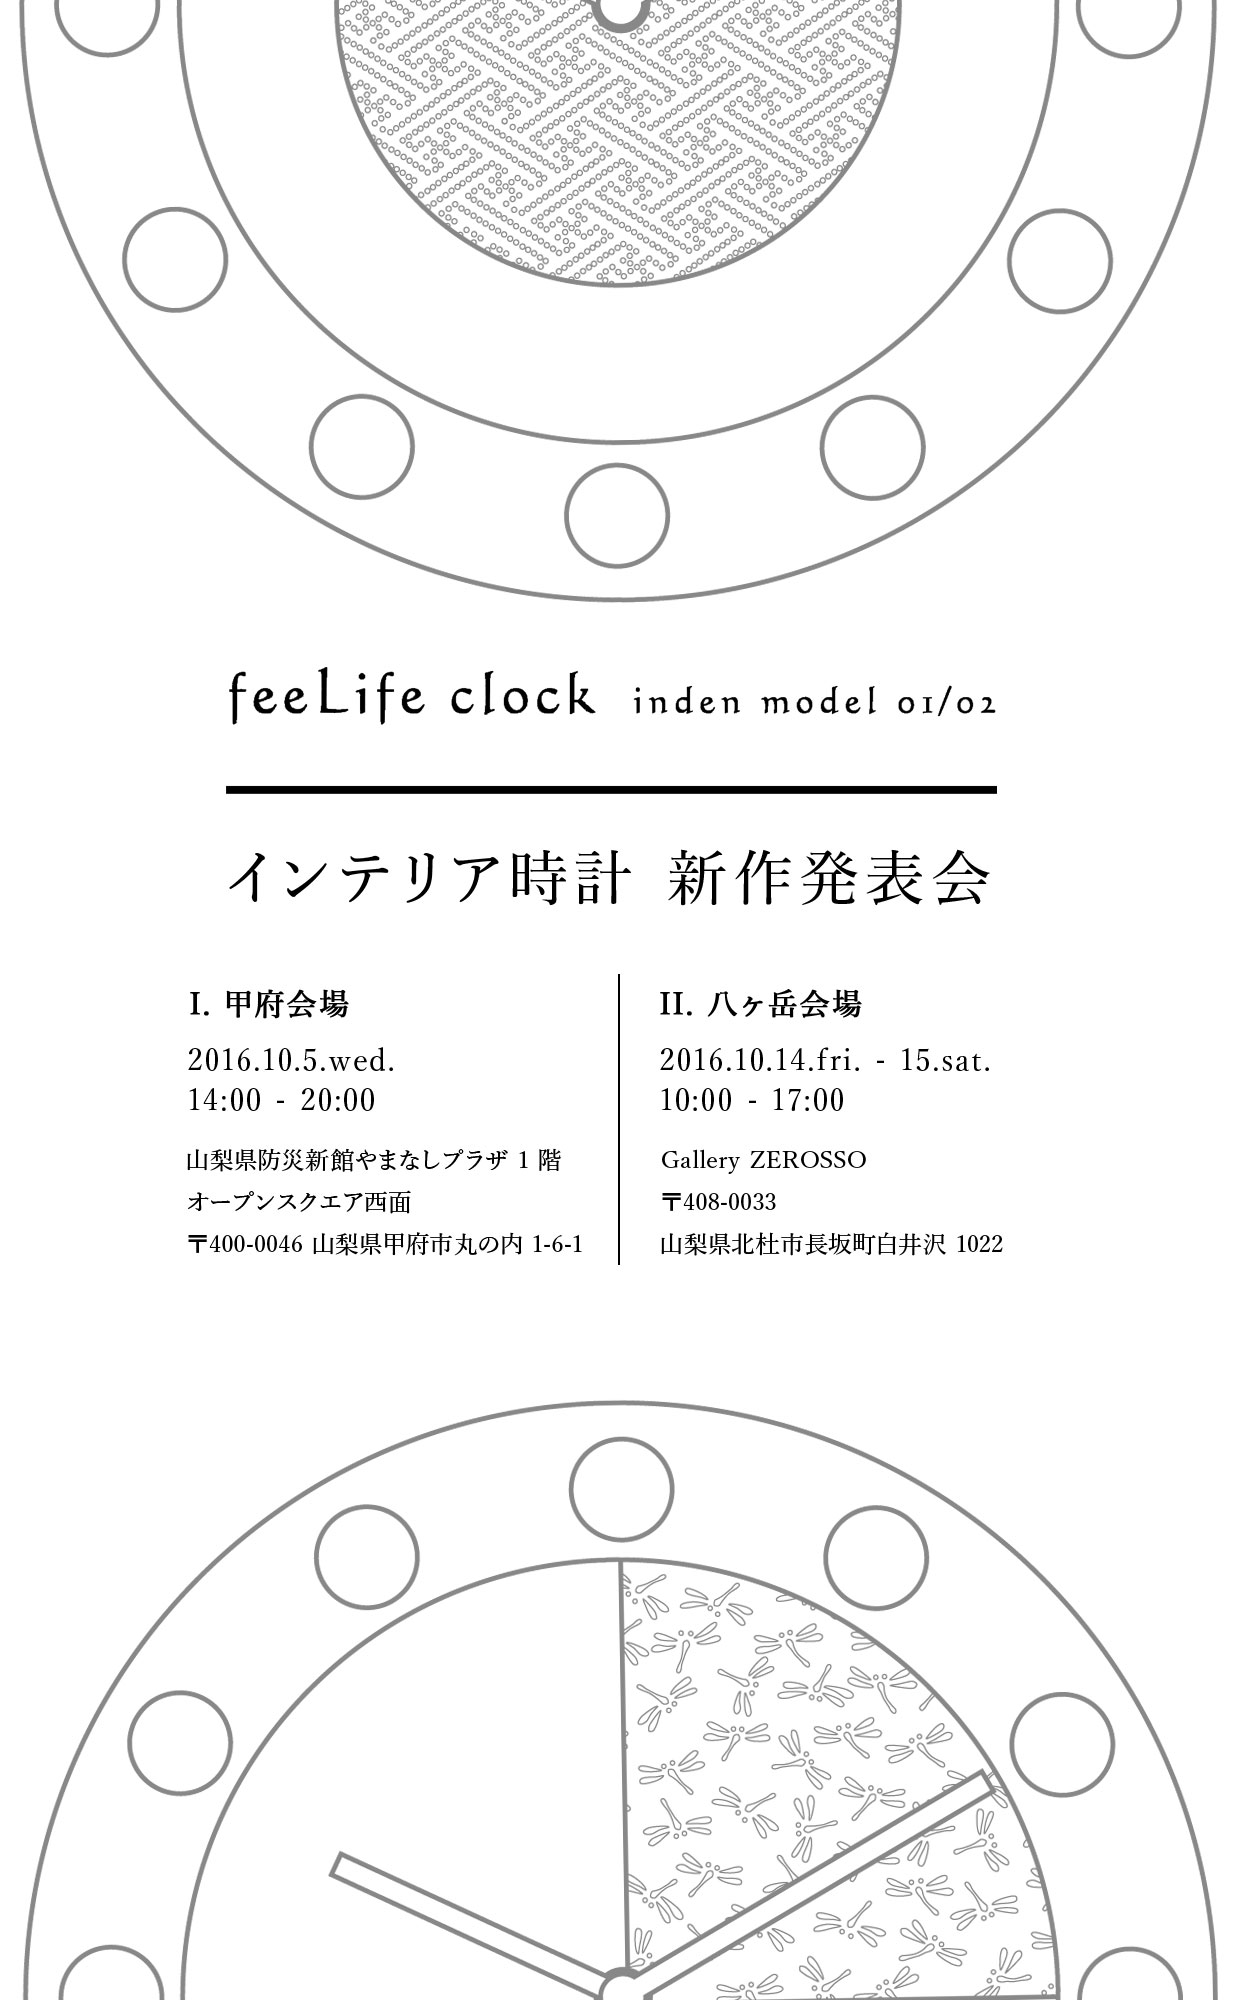 feeLife clock inden model 01/02
インテリア時計 新作発表会
I. 甲府会場
2016.10.5.wed.
14:00 - 20:00
山梨県防災新館やまなしプラザ 1 階
オープンスクエア西面
〒400-0046 山梨県甲府市丸の内 1-6-1
II. 八ヶ岳会場
2016.10.14.fri. - 15.sat.
10:00 - 17:00
Gallery ZEROSSO
〒408-0033
山梨県北杜市長坂町白井沢 1022